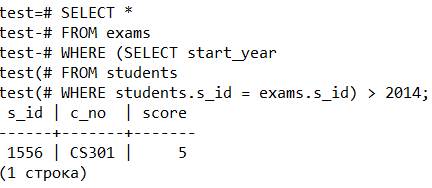 test=# SELECT *
test-# FROM exams
test-# WHERE (SELECT start_year
test(# FROM students
test(# WHERE students.s_id = exams.s_id) > 2014;
 s_id | c_no  | score
------+-------+-------
 1556 | CS301 |     5
(1 строка)